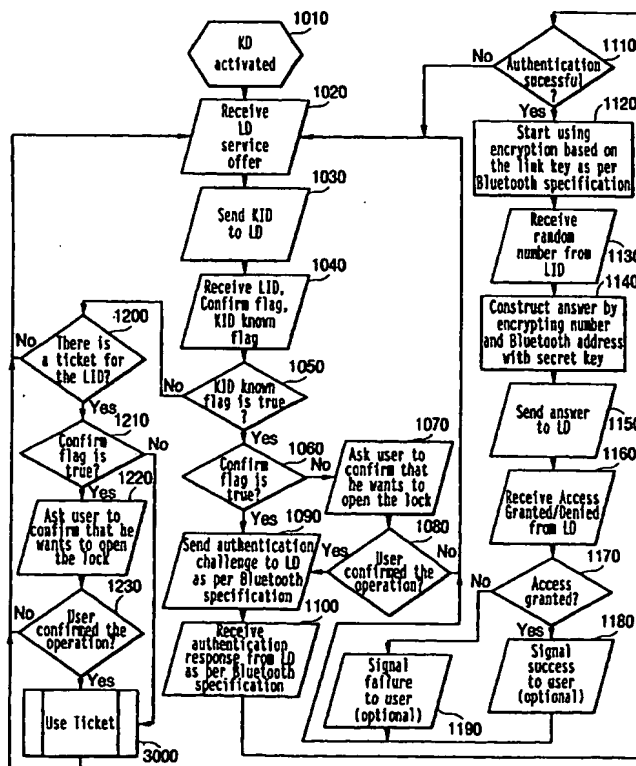 1010
KD
activated
1020
Receive
LD
service
offer
1030
Send KID
to LD
1040
Receive LID,
Confirm flag,
KID known
flag
1050
KID known
flag is true
?
No
Yes
1060
Confirm
flag is
true?
No
Yes
1070
Ask user to
confirm that
he wants to
open the lock
1080
User
confirmed the
operation?
Yes
No
1090
Send authentication
challenge to LD
as per Bluetooth
specification
1100
Receive
authentication
response from LD
as per Bluetooth
specification
1200
There is
a ticket for
the LID?
No
Yes
1210
Confirm
flag is
true?
No
Yes
1220
Ask user to
confirm that he
wants to open
the lock
1230
User
confirmed the
operation?
No
Yes
Use Ticket
3000
1110
Authentication
sucessful
?
No
Yes
1120
Start using
encryption based on
the link key as per
Bluetooth specification
Receive
random
number from
LID
1130
1140
Construct answer by
encrypting number
and Bluetooth address
with secret key
Send answer
to LD
1150
1160
Receive Access
Granted/Denied
from LD
1170
Access
granted?
No
Yes
1180
Signal
success
to user
(optional)
Signal
failure
to user
(optional)
1190